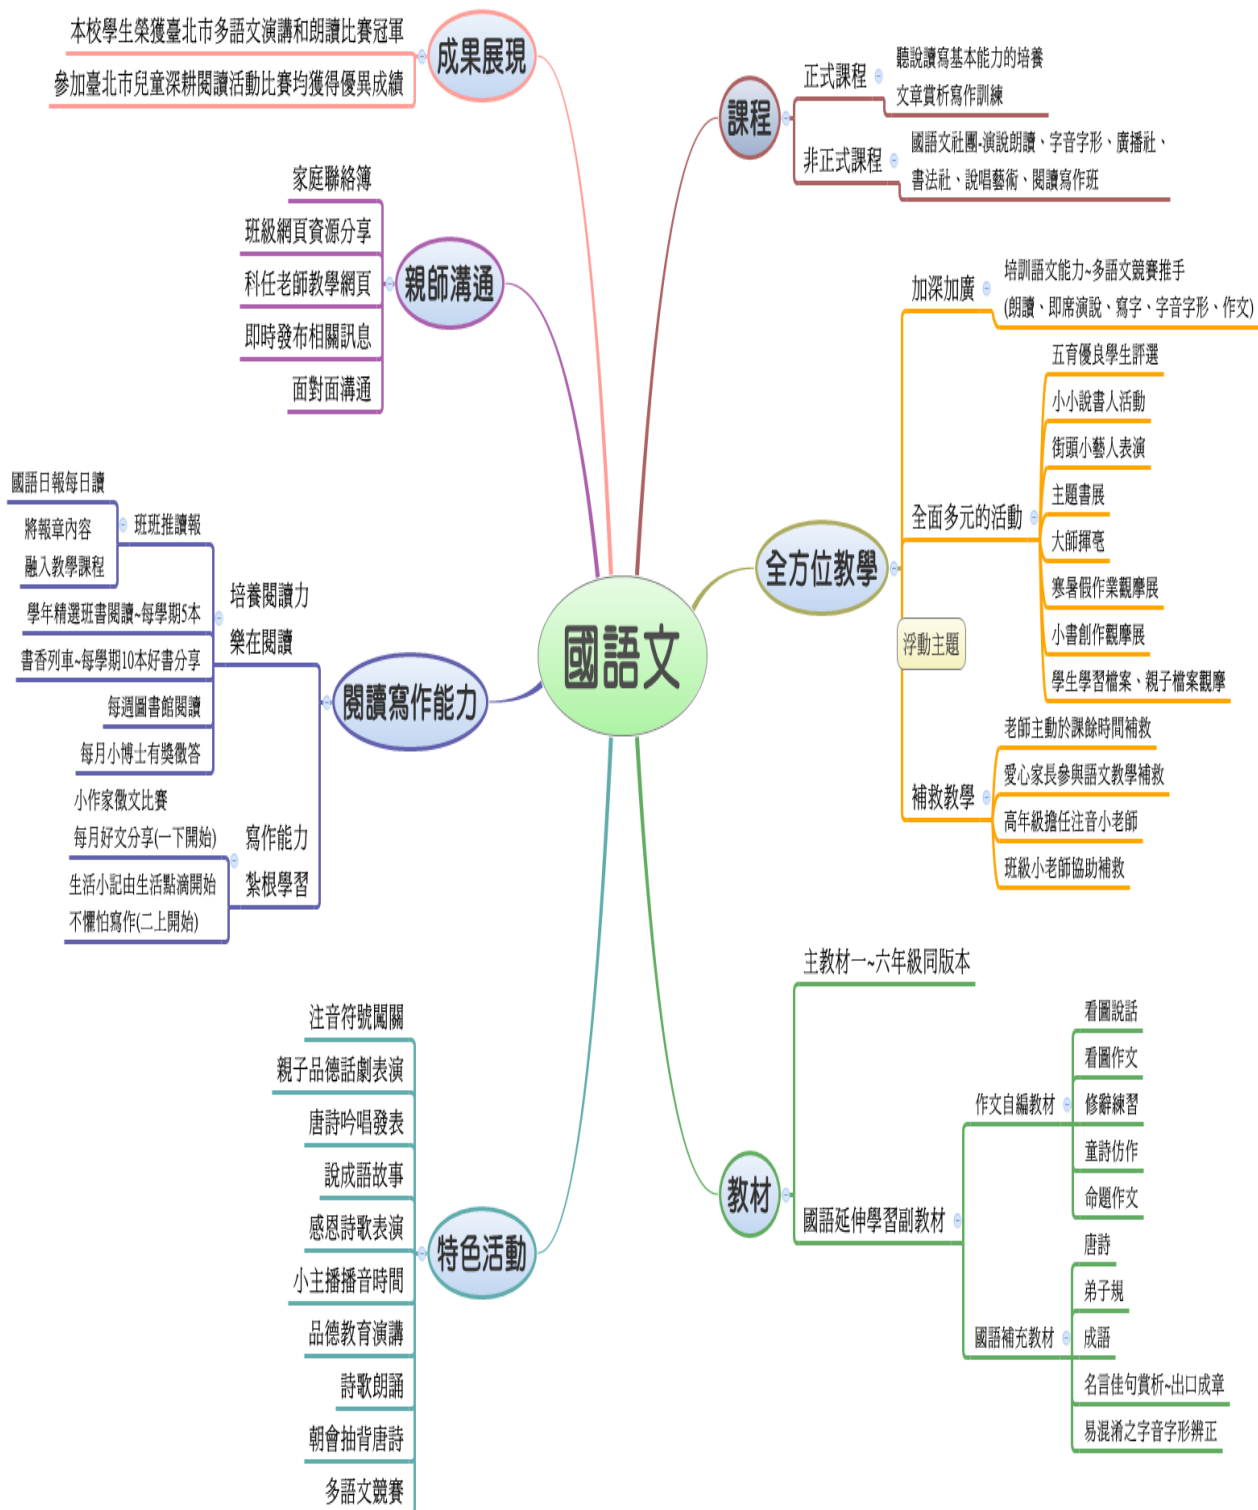 國語文
成果展現
本校學生榮獲臺北市多語文演講和朗讀比賽冠軍
參加臺北市兒童深耕閱讀活動比賽均獲得優異成績
親師溝通
家庭聯絡簿
班級網頁資源分享
科任老師教學網頁
即時發布相關訊息
面對面溝通
閱讀寫作能力
培養閱讀力
樂在閱讀
班班推讀報
國語日報每日讀
將報章內容
融入教學課程
學年精選班書閱讀~每學期5本
書香列車~每學期10本好書分享
每週圖書館閱讀
每月小博士有獎徵答
寫作能力
紮根學習
小作家徵文比賽
每月好文分享(一下開始)
生活小記由生活點滴開始
不懼怕寫作(二上開始)
特色活動
注音符號闖關
親子品德話劇表演
唐詩吟唱發表
說成語故事
感恩詩歌表演
小主播播音時間
品德教育演講
詩歌朗誦
朝會抽背唐詩
多語文競賽
課程
正式課程
聽說讀寫基本能力的培養
文章賞析寫作訓練
非正式課程
國語文社團-演說朗讀、字音字形、廣播社、
書法社、說唱藝術、閱讀寫作班
全方位教學
加深加廣
培訓語文能力~多語文競賽推手
(朗讀、即席演說、寫字、字音字形、作文)
全面多元的活動
五育優良學生評選
小小說書人活動
街頭小藝人表演
主題書展
大師揮毫
寒暑假作業觀摩展
小書創作觀摩展
學生學習檔案、親子檔案觀摩
浮動主題
補救教學
老師主動於課餘時間補救
愛心家長參與語文教學補救
高年級擔任注音小老師
班級小老師協助補救
教材
主教材一~六年級同版本
國語延伸學習副教材
作文自編教材
看圖說話
看圖作文
修辭練習
童詩仿作
命題作文
國語補充教材
唐詩
弟子規
成語
名言佳句賞析~出口成章
易混淆之字音字形辨正